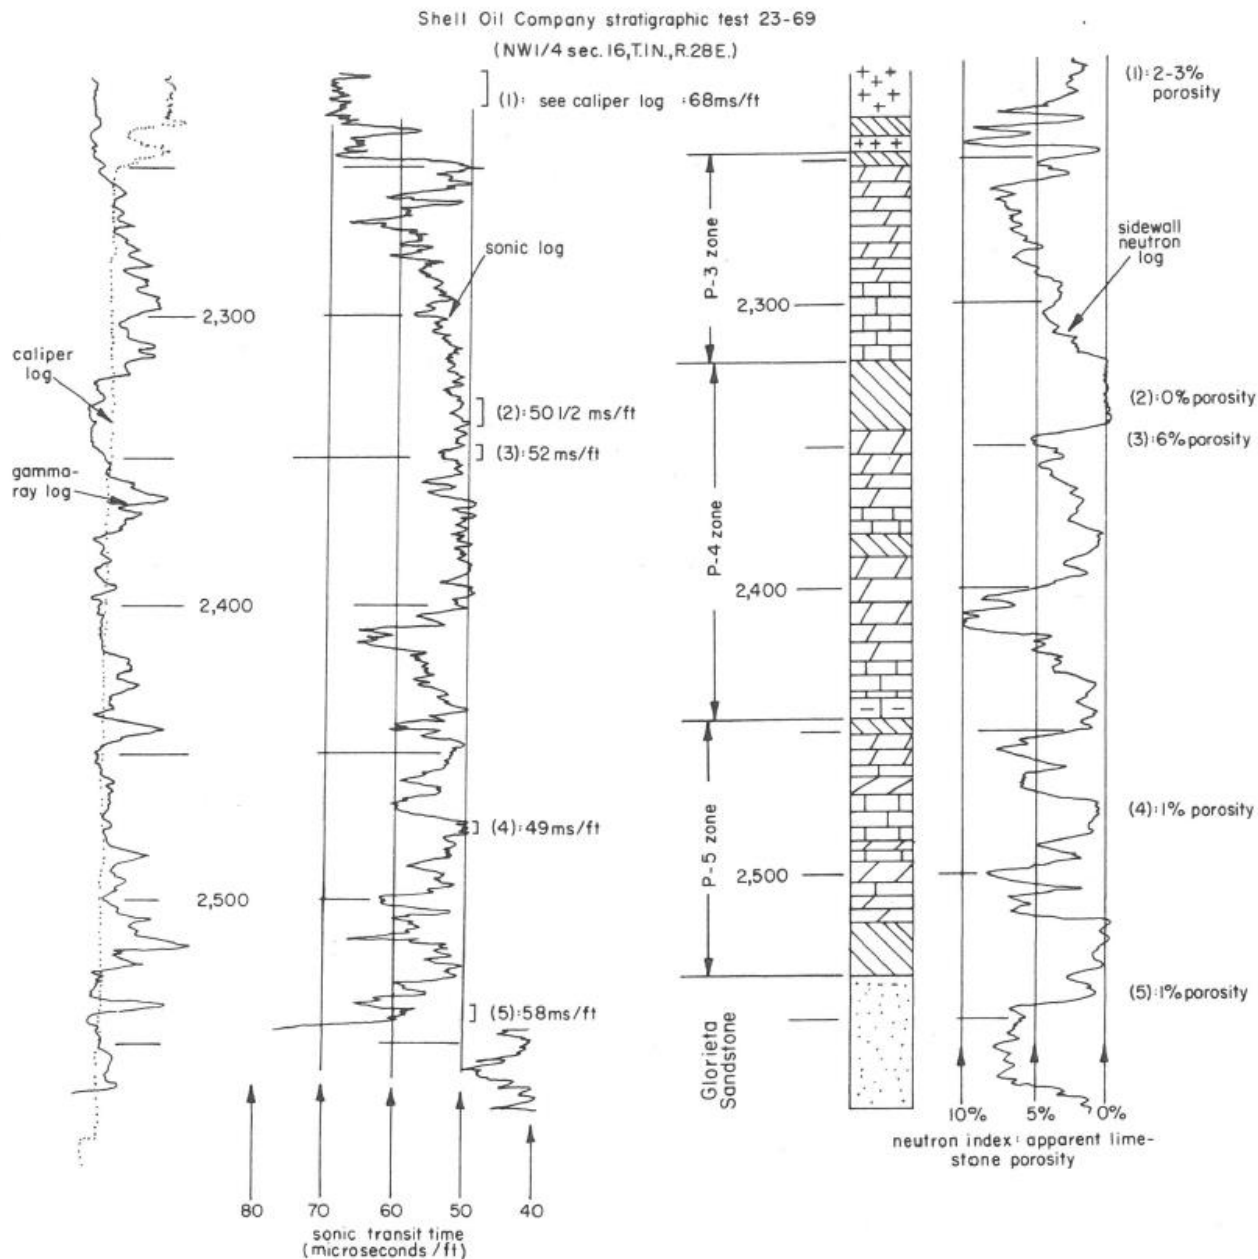 Shell Oil Company stratigraphic test 23-69
(NW1/4 sec. 16, T.1N., R.28E.)
(1): see caliper log :68ms/ft
(1): 2-3%
porosity
sidewall
neutron
log
sonic log
P-3 zone
2,300
2,300
caliper
log
(2): 50 1/2 ms/ft
(2): 0% porosity
(3): 52 ms/ft
(3): 6% porosity
gamma-
ray log
P-4 zone
2,400
2,400
(4): 49ms/ft
(4): 1% porosity
P-5 zone
2,500
2,500
(5): 58ms/ft
(5): 1% porosity
Glorieta
Sandstone
10% 5% 0%
neutron index: apparent lime-
stone porosity
80 70 60 50 40
sonic transit time
(microseconds/ft)